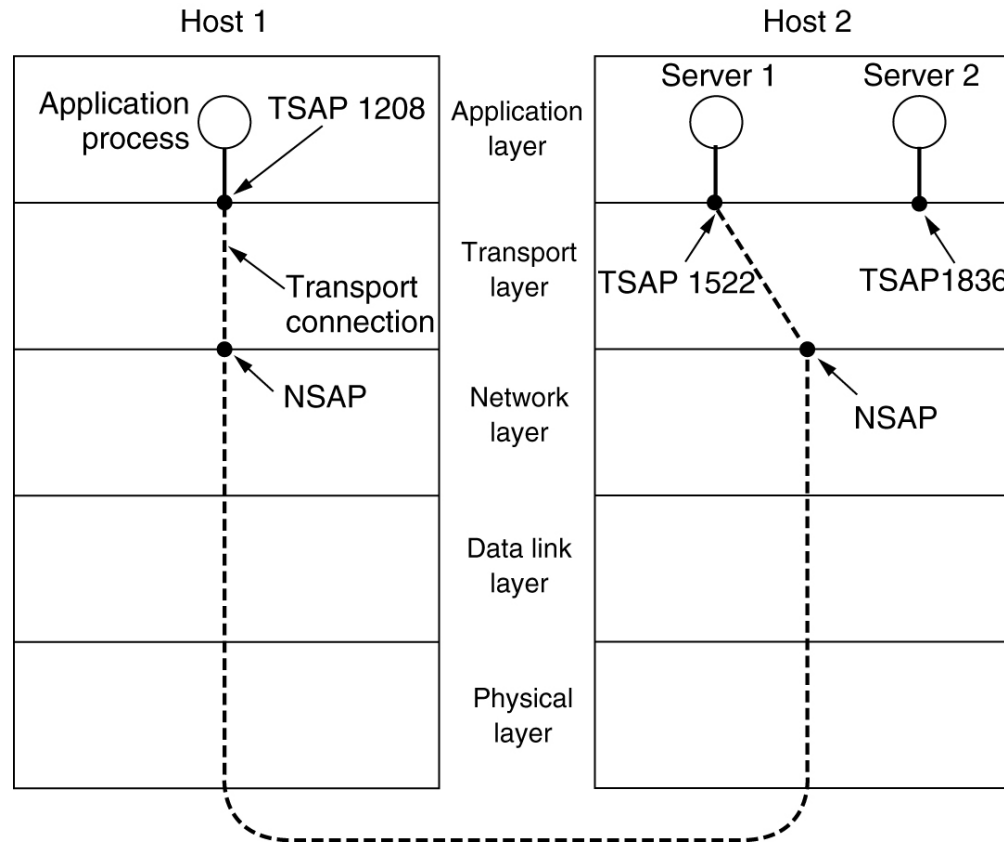 Host 1
Host 2
Application
process
TSAP 1208
Application
layer
Server 1
Server 2
Transport
connection
Transport
layer
TSAP 1522
TSAP1836
NSAP
Network
layer
NSAP
Data link
layer
Physical
layer